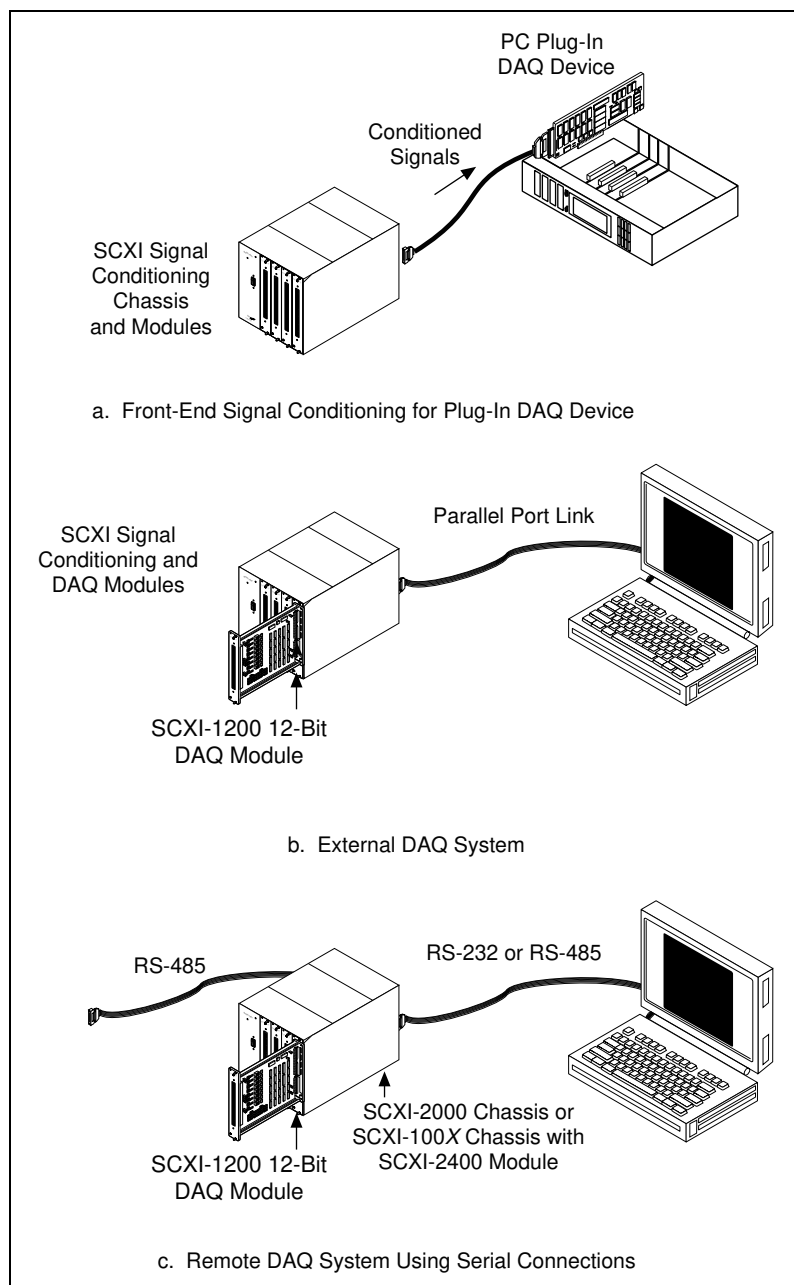 PC Plug-In
DAQ Device
Conditioned
Signals
SCXI Signal
Conditioning
Chassis
and Modules
a. Front-End Signal Conditioning for Plug-In DAQ Device
SCXI Signal
Conditioning and
DAQ Modules
Parallel Port Link
SCXI-1200 12-Bit
DAQ Module
b. External DAQ System
RS-485
RS-232 or RS-485
SCXI-2000 Chassis or
SCXI-100X Chassis with
SCXI-2400 Module
SCXI-1200 12-Bit
DAQ Module
c. Remote DAQ System Using Serial Connections